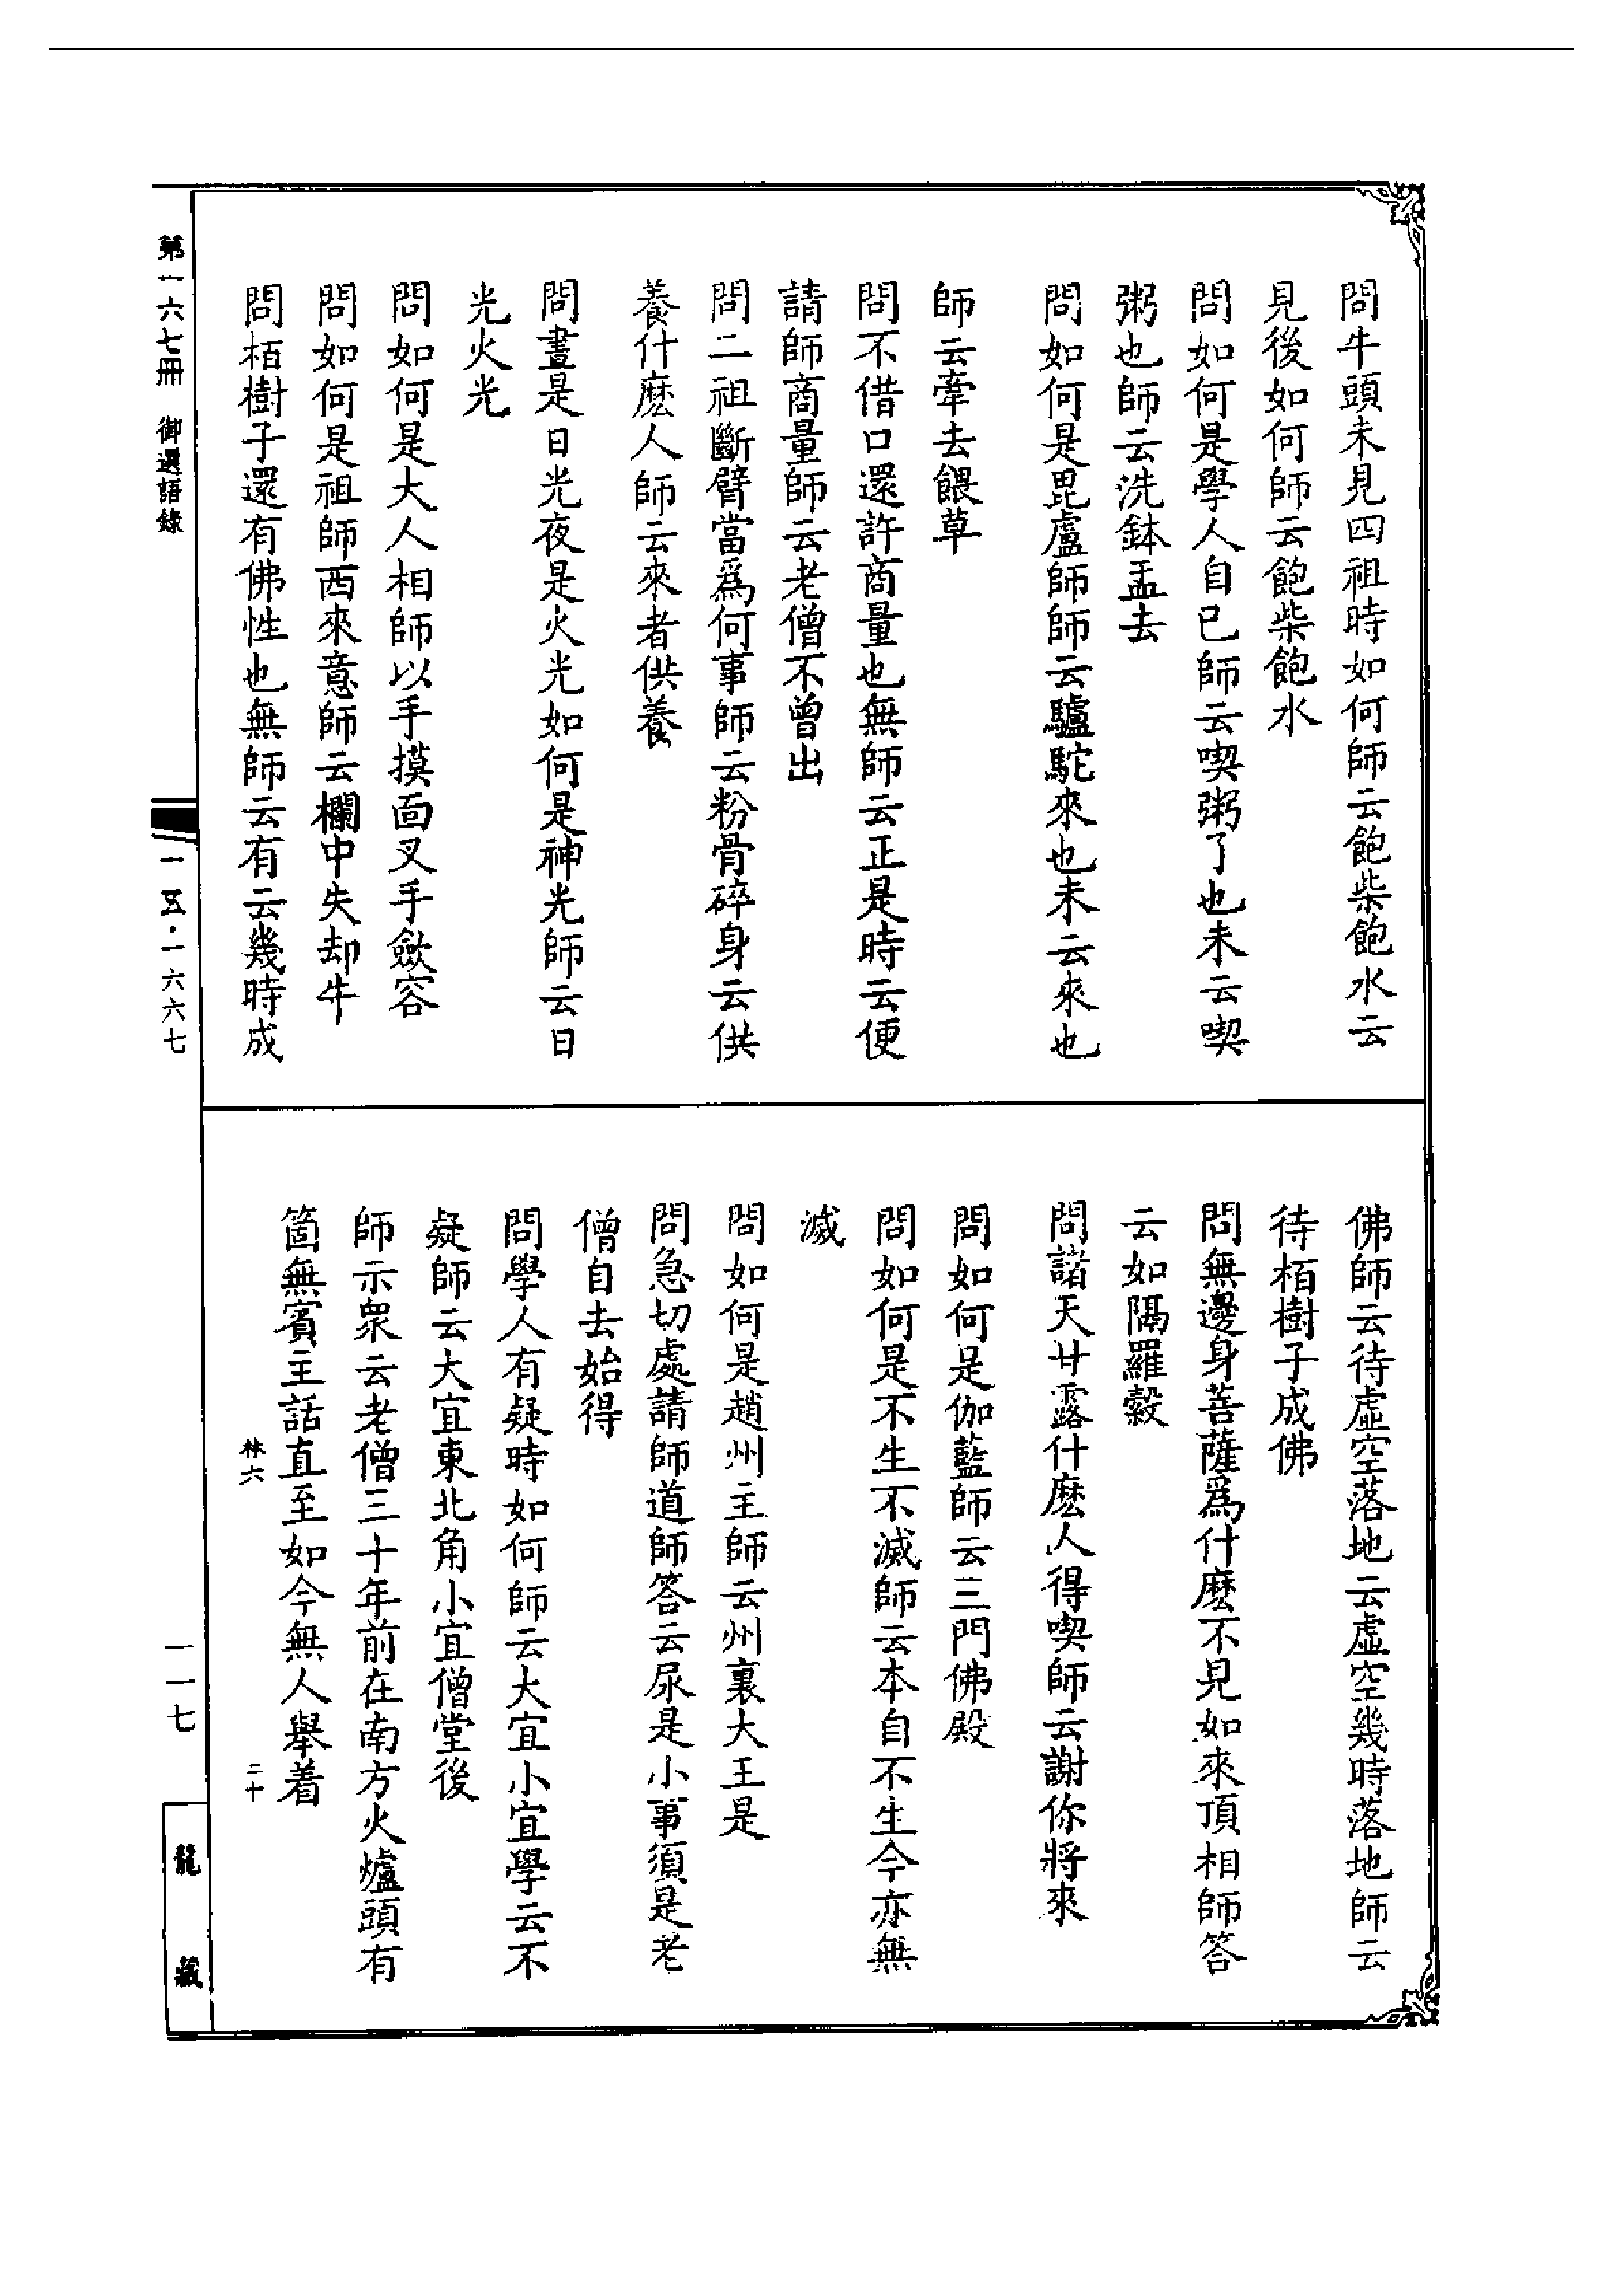 問牛頭未見四祖時如何師云飽柴飽水云
見後如何師云飽柴飽水
問如何是學人自已師云喫粥了也未云喫
粥也師云洗鉢盂去
問如何是毘盧師師云驢駝來也未云來也
師云牽去餵草
問不借口還許商量也無師云正是時云便
請師商量師云老僧不曾出
問二祖斷臂當爲何事師云粉骨碎身云供
養什麽人師云來者供養
問晝是日光夜是火光如何是神光師云日
光火光
問如何是大人相師以手摸面叉手斂容
問如何是祖師西來意師云欄中失却牛
問栢樹子還有佛性也無師云有云幾時成
佛師云待虛空落地云虛空幾時落地師云
待栢樹子成佛
問無邊身菩薩爲什麽不見如來頂相師答
云如隔羅縠
問諸天甘露什麽人得喫師云謝你將來
問如何是伽藍師云三門佛殿
問如何是不生不滅師云本自不生今亦無
滅
問如何是趙州主師云州裏大王是
問急切處請師道師答云尿是小事須是老
僧自去始得
問學人有疑時如何師云大宜小宜學云不
疑師云大宜東北角小宜僧堂後
師示衆云老僧三十年前在南方火爐頭有
箇無賓主話直至如今無人舉着
林六
二十
第一六七冊 御選語錄
一五·一六六七
一一七
龍藏